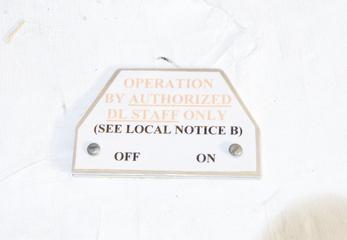 OPERATION
BY AUTHORIZED
DL STAFF ONLY
(SEE LOCAL NOTICE B)
OFF ON